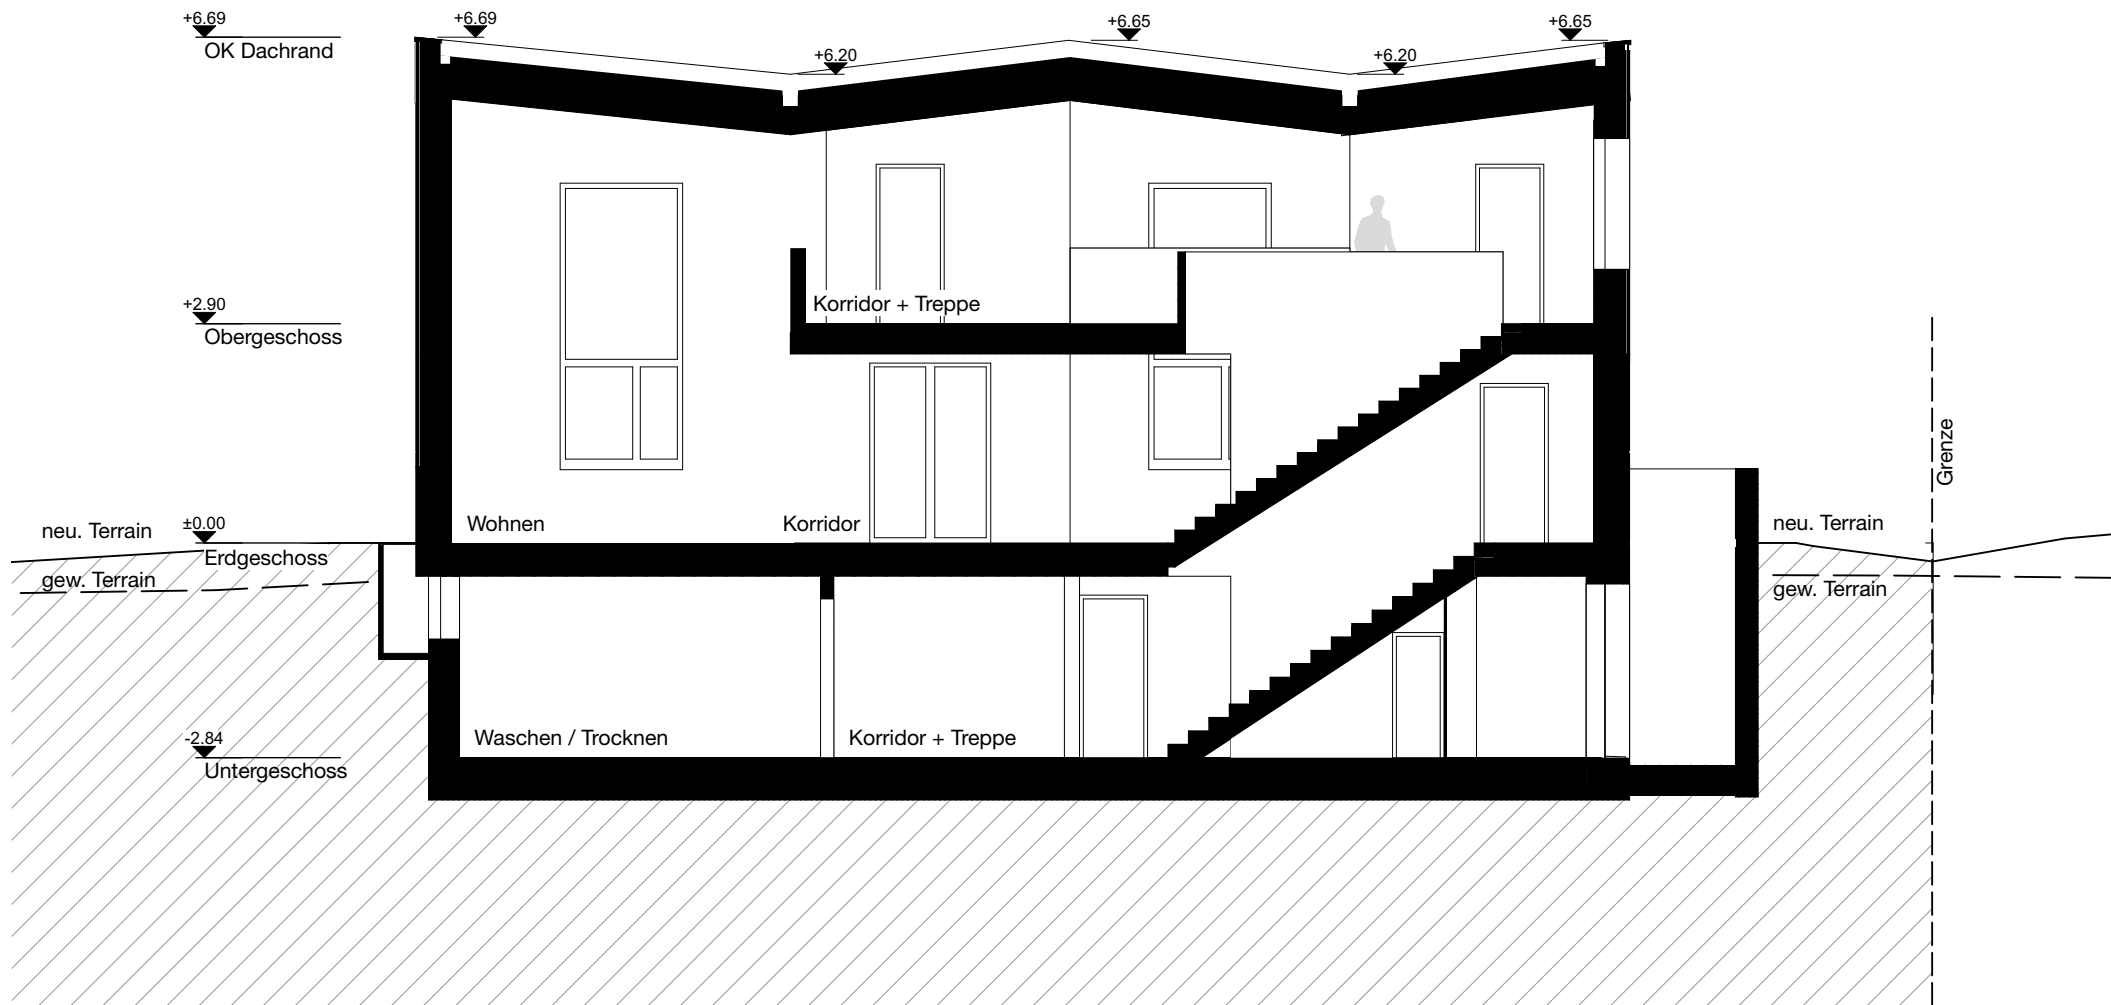 +6.69
OK Dachrand
+6.69
+6.20
+6.65
+6.20
+6.65
+2.90
Obergeschoss
Korridor + Treppe
Grenze
neu. Terrain
±0.00
Erdgeschoss
gew. Terrain
Wohnen
Korridor
neu. Terrain
gew. Terrain
-2.84
Untergeschoss
Waschen / Trocknen
Korridor + Treppe